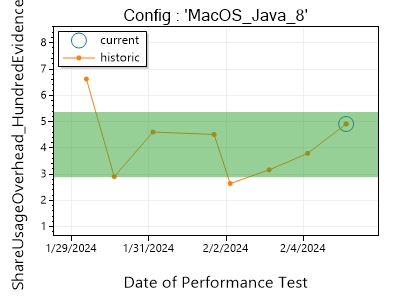 Config : 'MacOS_Java_8'
ShareUsageOverhead_HundredEvidence
current
historic
8
7
6
5
4
3
2
1
1/29/2024 1/31/2024 2/2/2024 2/4/2024
Date of Performance Test